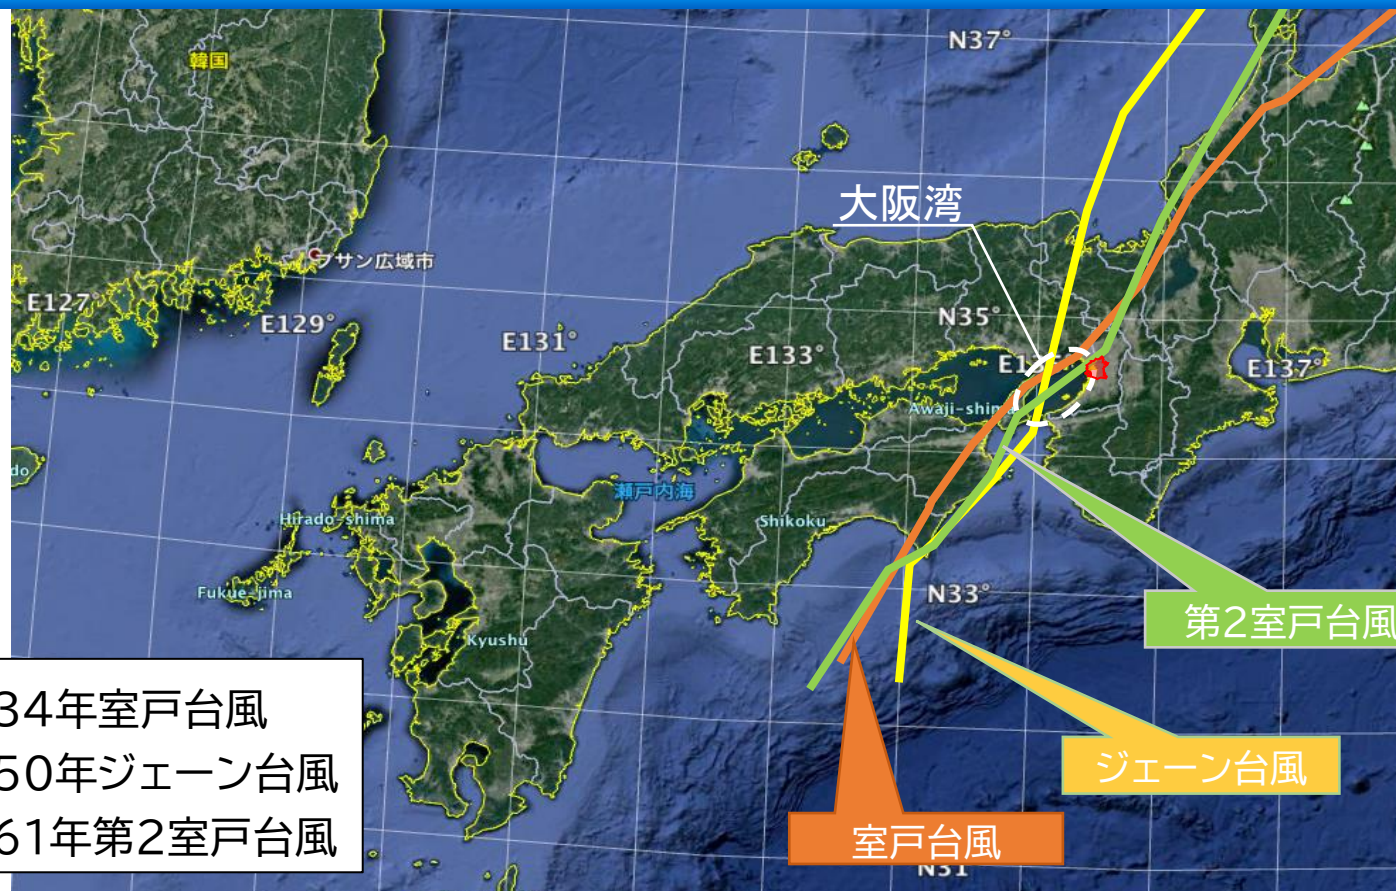 N37°
韓国
大阪湾
プサン広域市
E127°
E129°
N35°
E131°
E133°
E13
E137°
Awaji-shima
瀬戸内海
do
Hirado-shima
Shikoku
Fukue-jima
N33°
第2室戸台風
Kyushu
34年室戸台風
50年ジェーン台風
61年第2室戸台風
ジェーン台風
室戸台風
N31